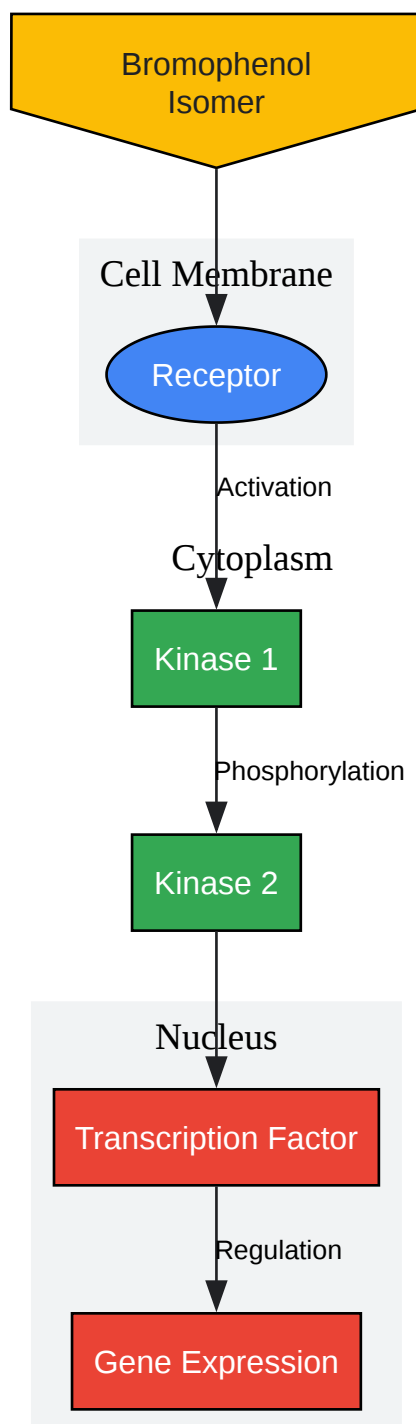 Bromophenol
Isomer
Cell Membrane
Receptor
Activation
Cytoplasm
Kinase 1
Phosphorylation
Kinase 2
Nucleus
Transcription Factor
Regulation
Gene Expression